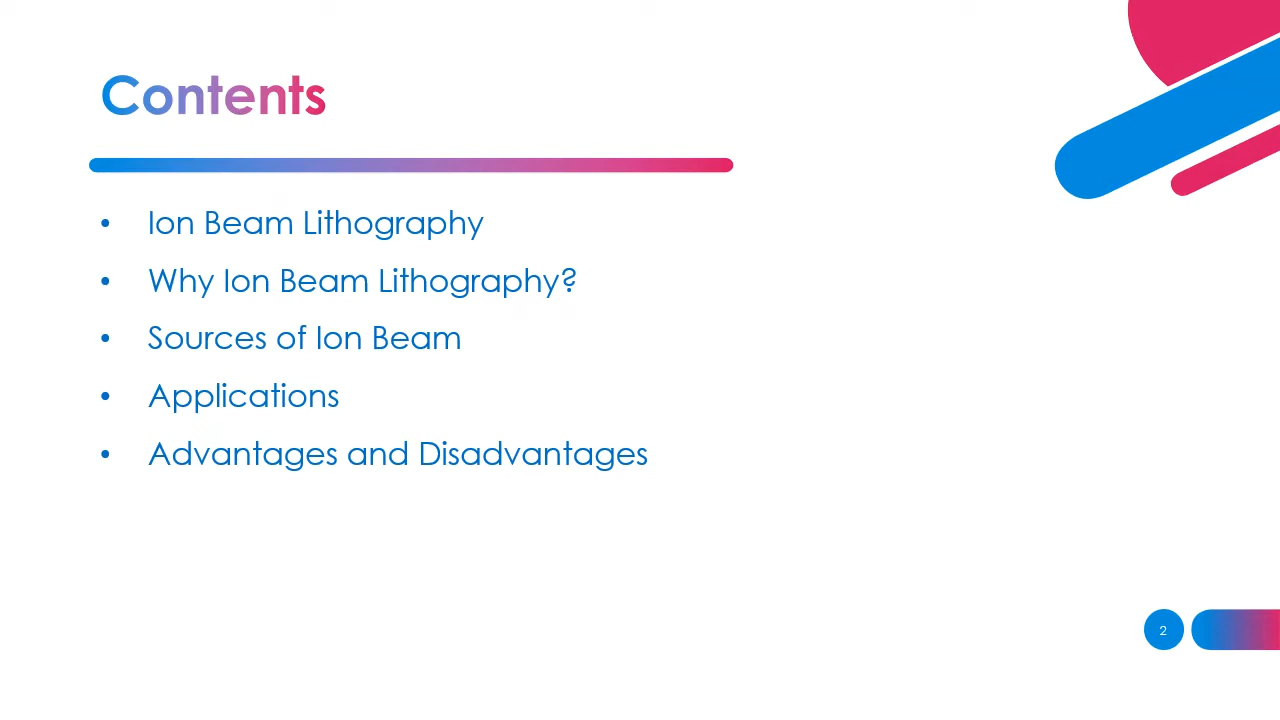 Contents
• Ion Beam Lithography
• Why Ion Beam Lithography?
• Sources of Ion Beam
• Applications
• Advantages and Disadvantages
2